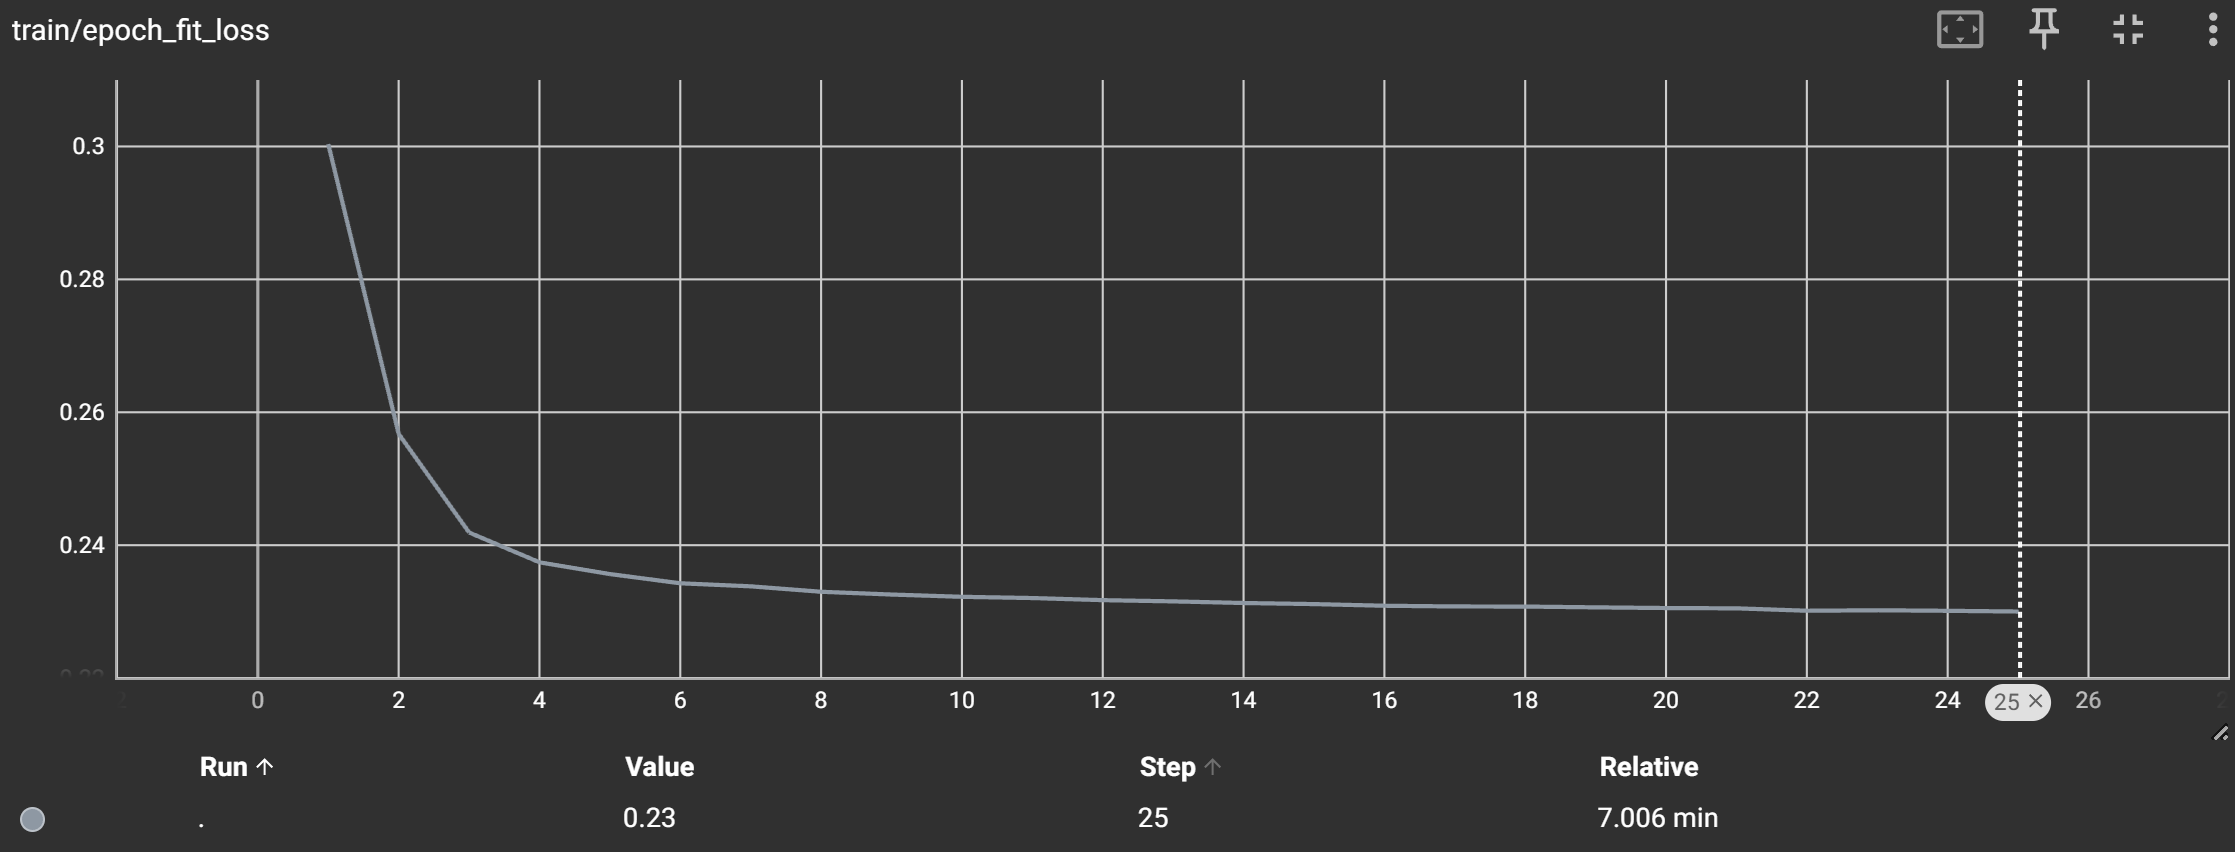 train/epoch_fit_loss
0.3
0.28
0.26
0.24
0 2 4 6 8 10 12 14 16 18 20 22 24 25 × 26
Run ↑ Value Step ↑ Relative
. 0.23 25 7.006 min